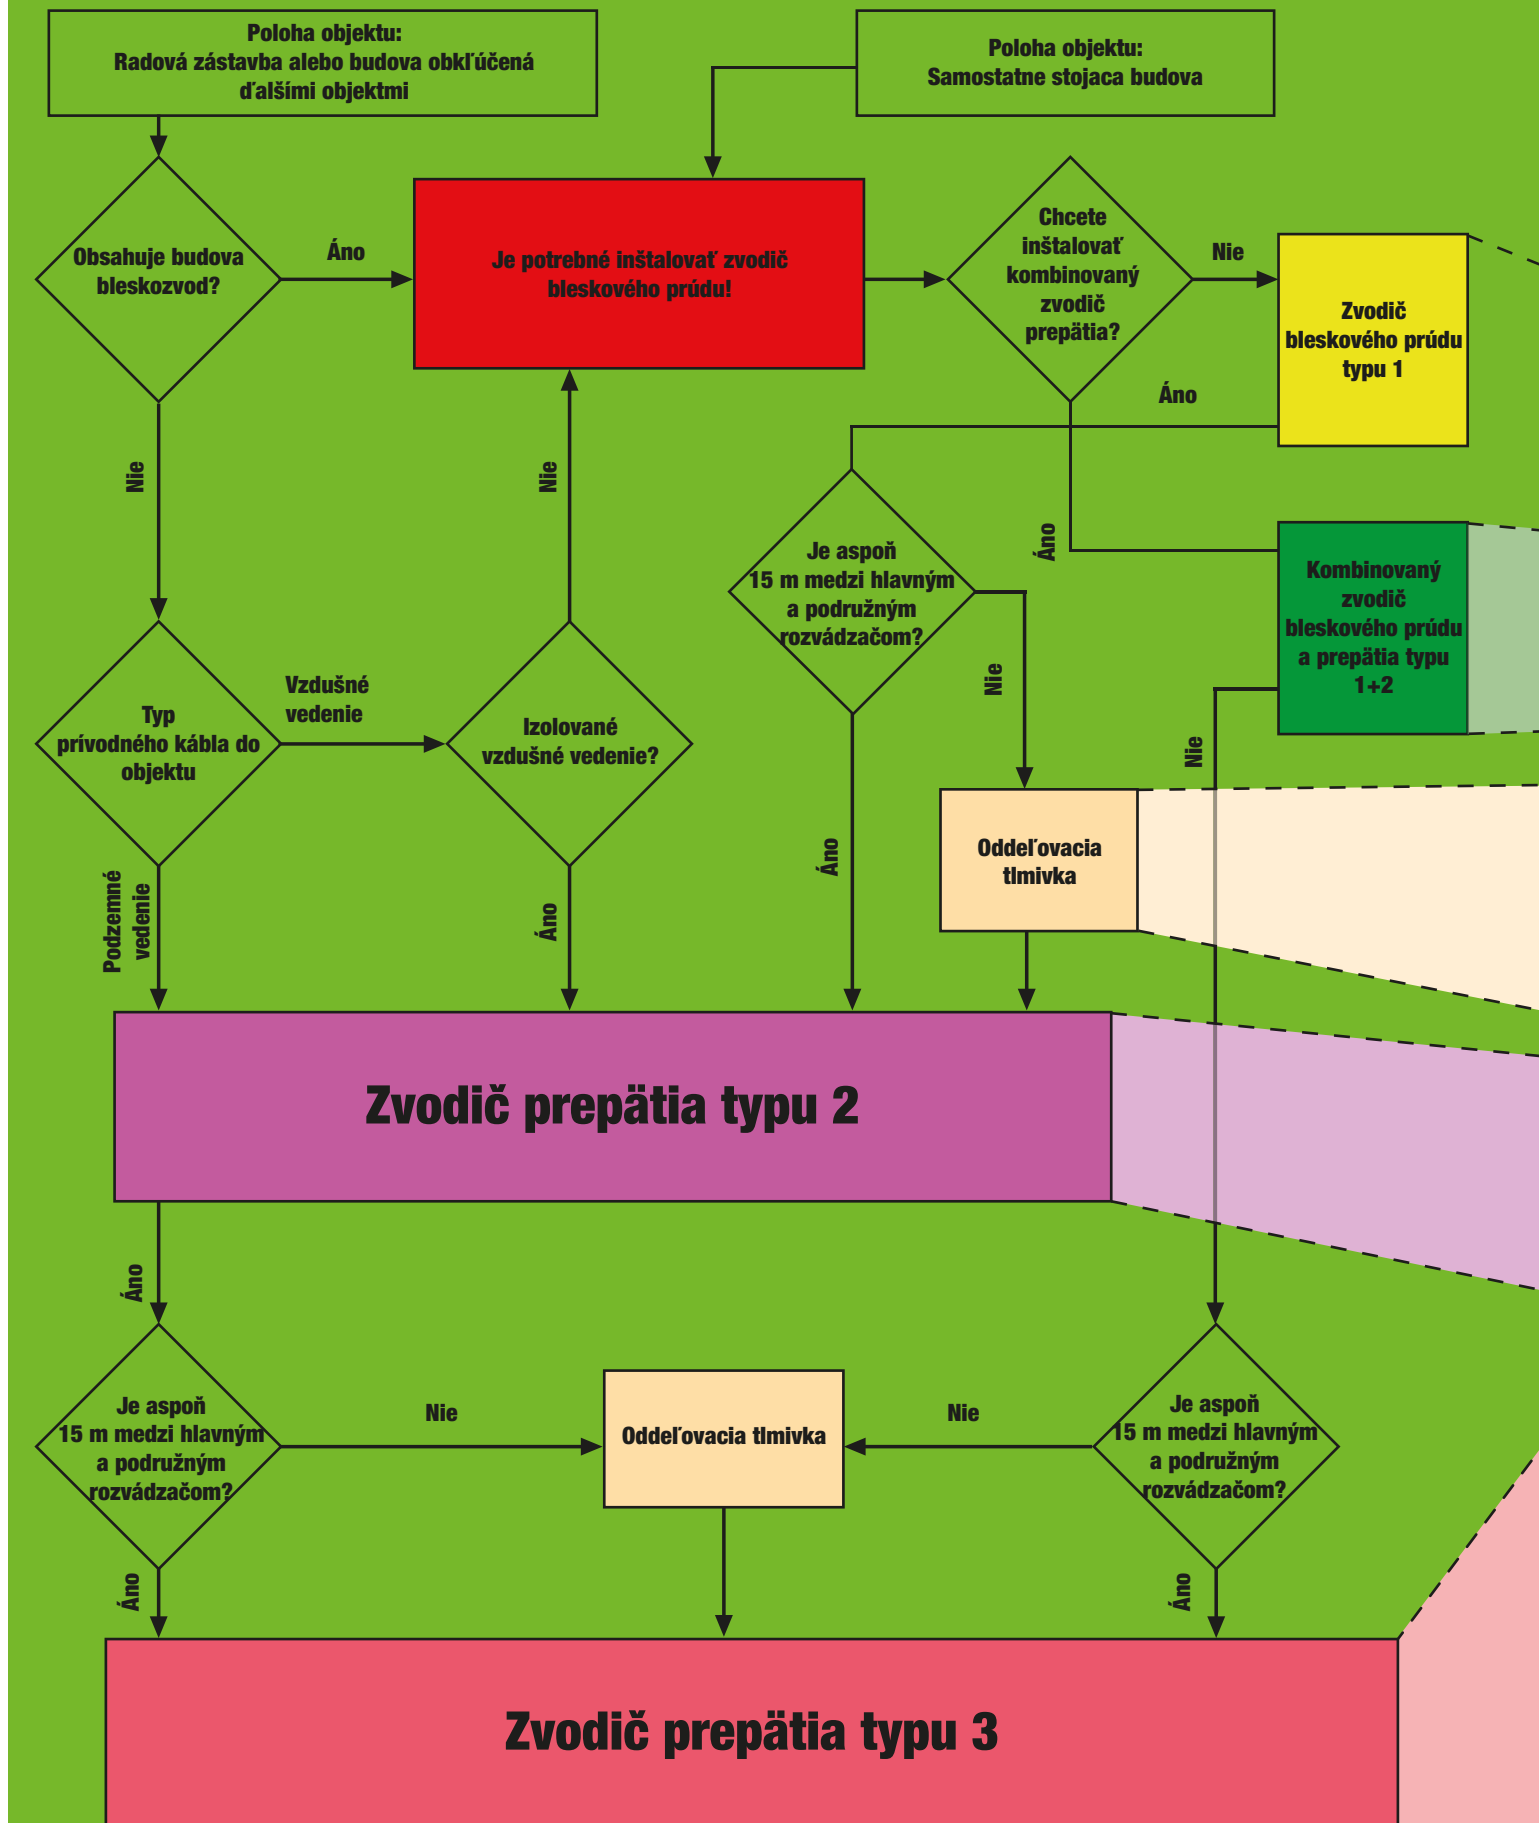 Poloha objektu:
Radová zástavba alebo budova obkľúčená
ďalšími objektmi
Poloha objektu:
Samostatne stojaca budova
Obsahuje budova
bleskozvod?
Áno
Je potrebné inštalovať zvodič
bleskového prúdu!
Chcete
inštalovať
kombinovaný
zvodič
prepätia?
Nie
Zvodič
bleskového prúdu
typu 1
Áno
Nie
Nie
Je aspoň
15 m medzi hlavným
a podružným
rozvádzačom?
Áno
Kombinovaný
zvodič
bleskového prúdu
a prepätia typu
1+2
Typ
prívodného kábla do
objektu
Vzdušné
vedenie
Izolované
vzdušné vedenie?
Nie
Nie
Podzemné
vedenie
Áno
Áno
Oddeľovacia
tlmivka
Zvodič prepätia typu 2
Áno
Je aspoň
15 m medzi hlavným
a podružným
rozvádzačom?
Nie
Oddeľovacia tlmivka
Nie
Je aspoň
15 m medzi hlavným
a podružným
rozvádzačom?
Áno
Áno
Zvodič prepätia typu 3